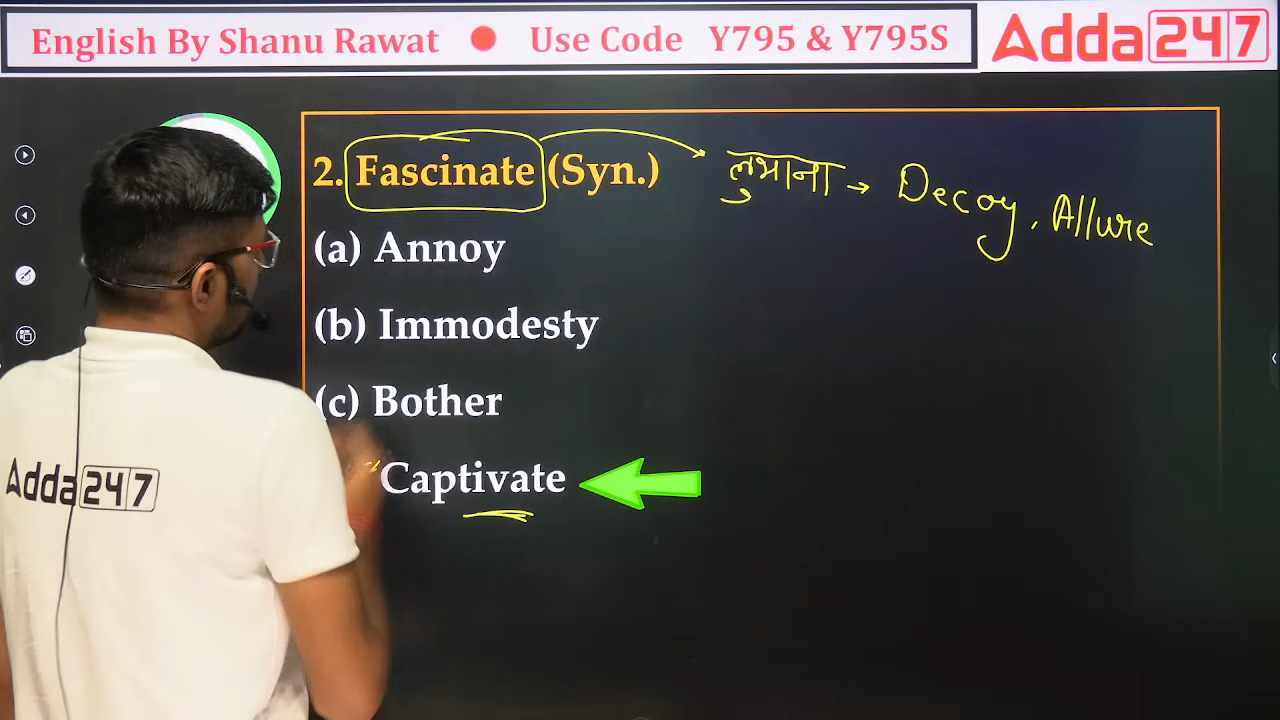 English By Shanu Rawat ● Use Code Y795 & Y795S
Adda247
2. Fascinate (Syn.) लुभाना → Decoy, Allure
(a) Annoy
(b) Immodesty
(c) Bother
Captivate
Adda247